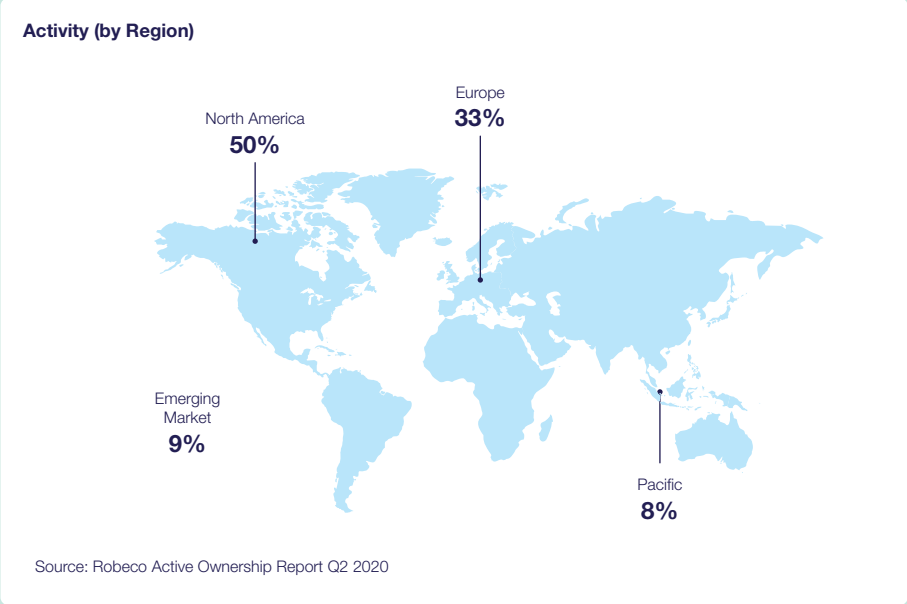 Activity (by Region)
Europe
33%
North America
50%
Emerging
Market
9%
Pacific
8%
Source: Robeco Active Ownership Report Q2 2020